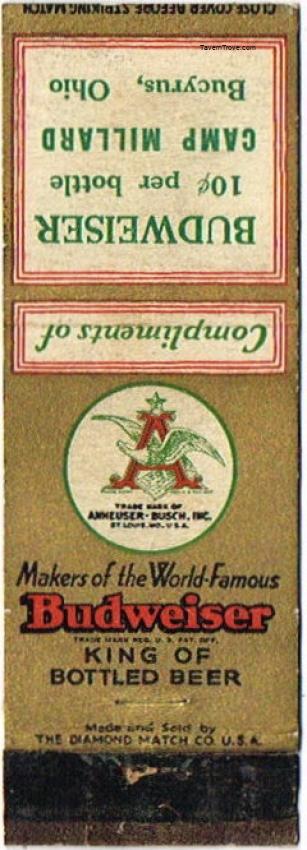 CLOSE COVER BEFORE STRIKING MATCH
TavernTrove.com
Compliments of
BUDWEISER
10¢ per bottle
CAMP MILLARD
Bucyrus, Ohio
A
TRADE MARK OF
ANHEUSER-BUSCH, INC.
ST. LOUIS, MO., U.S.A.
Makers of the World-Famous
Budweiser
TRADE MARK REG. U. S. PAT. OFF.
KING OF
BOTTLED BEER
Made and Sold by
THE DIAMOND MATCH CO. U.S.A.